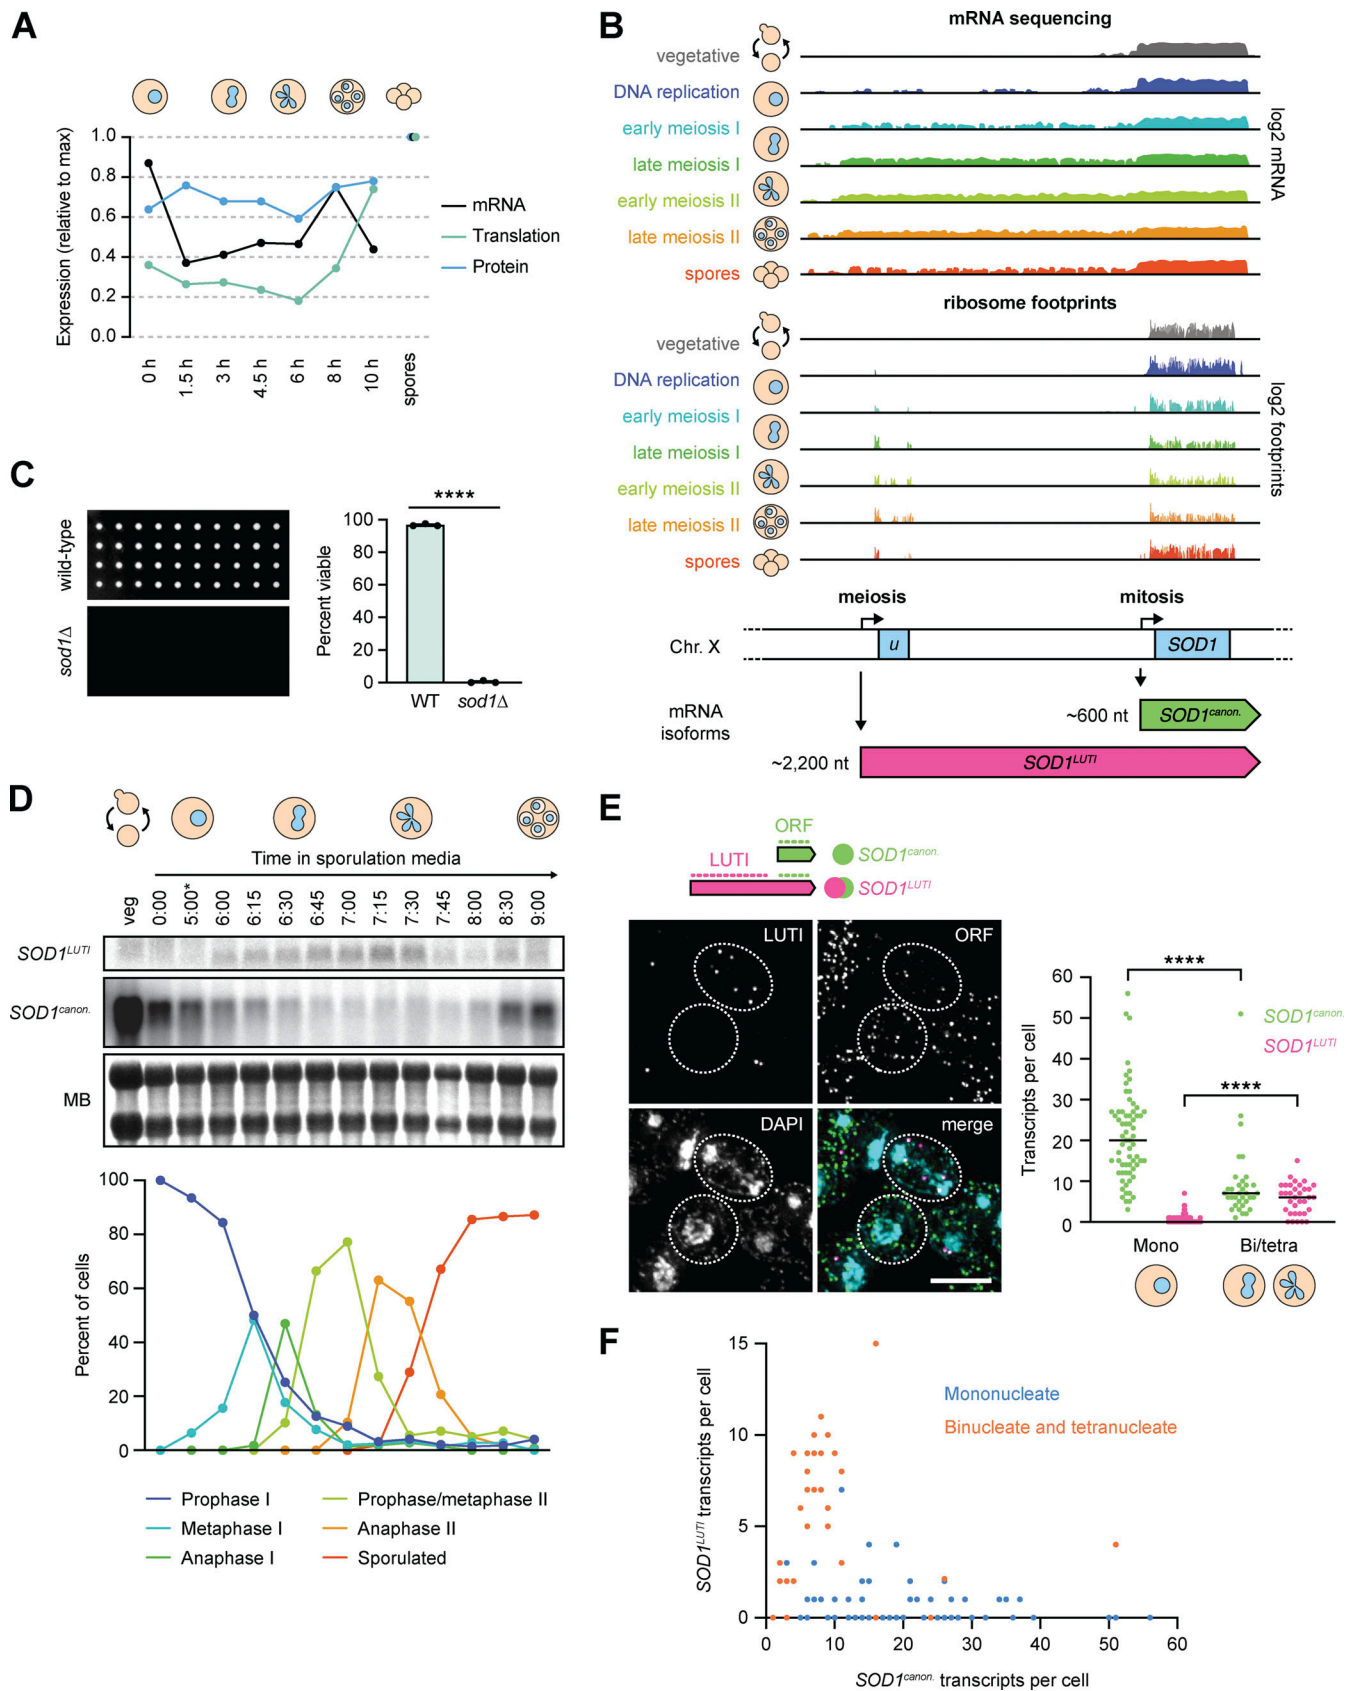 A
Expression (relative to max)
1.0
0.8
0.6
0.4
0.2
0.0
0 h
1.5 h
3 h
4.5 h
6 h
8 h
10 h
spores
mRNA
Translation
Protein
B
mRNA sequencing
vegetative
DNA replication
early meiosis I
late meiosis I
early meiosis II
late meiosis II
spores
log2 mRNA
ribosome footprints
vegetative
DNA replication
early meiosis I
late meiosis I
early meiosis II
late meiosis II
spores
log2 footprints
meiosis
mitosis
Chr. X
u
SOD1
mRNA
isoforms
~600 nt
SOD1canon.
~2,200 nt
SOD1LUTI
C
wild-type
sod1Δ
****
Percent viable
100
80
60
40
20
0
WT
sod1Δ
D
Time in sporulation media
veg
0:00
5:00*
6:00
6:15
6:30
6:45
7:00
7:15
7:30
7:45
8:00
8:30
9:00
SOD1LUTI
SOD1canon.
MB
Percent of cells
100
80
60
40
20
0
Prophase I
Metaphase I
Anaphase I
Prophase/metaphase II
Anaphase II
Sporulated
E
ORF
LUTI
SOD1canon.
SOD1LUTI
LUTI
ORF
DAPI
merge
Transcripts per cell
60
50
40
30
20
10
0
****
****
SOD1canon.
SOD1LUTI
Mono
Bi/tetra
F
SOD1LUTI transcripts per cell
15
10
5
0
Mononucleate
Binucleate and tetranucleate
0
10
20
30
40
50
60
SOD1canon. transcripts per cell